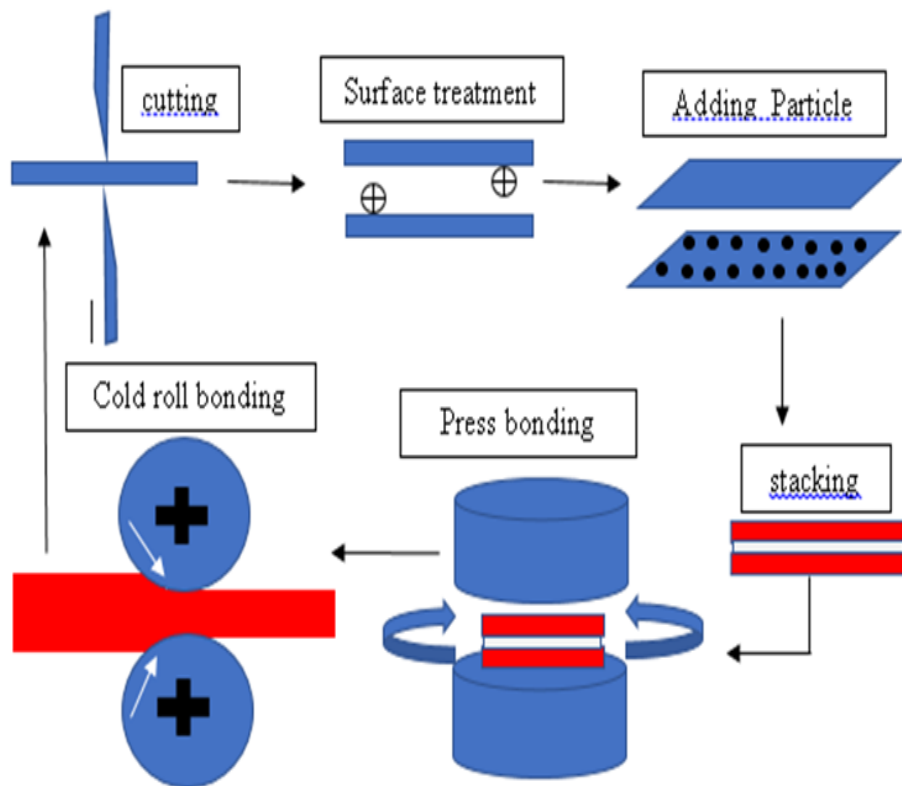 cutting
Surface treatment
Adding Particle
stacking
Press bonding
Cold roll bonding